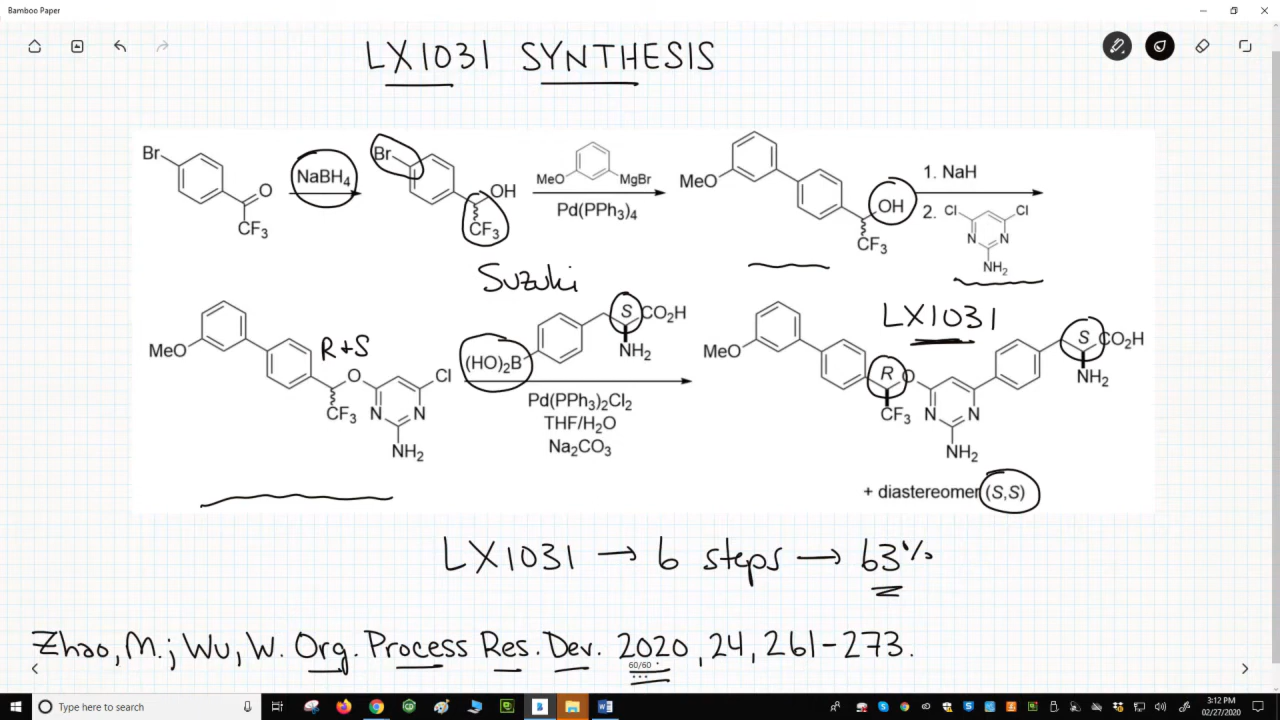 Bamboo Paper
LX1031 SYNTHESIS
Br
O
CF3
NaBH4
Br
OH
CF3
MeO
MgBr
Pd(PPh3)4
MeO
OH
CF3
1. NaH
2.
Cl
Cl
N
N
NH2
Suzuki
MeO
R+S
O
CF3
Cl
N
N
NH2
(HO)2B
S
CO2H
NH2
Pd(PPh3)2Cl2
THF/H2O
Na2CO3
LX1031
MeO
R
O
CF3
N
N
NH2
S
CO2H
NH2
+ diastereomer (S,S)
LX1031 → 6 steps → 63%
Zhao, M.; Wu, W. Org. Process Res. Dev. 2020, 24, 261-273.
60/60
Type here to search
3:12 PM
02/27/2020